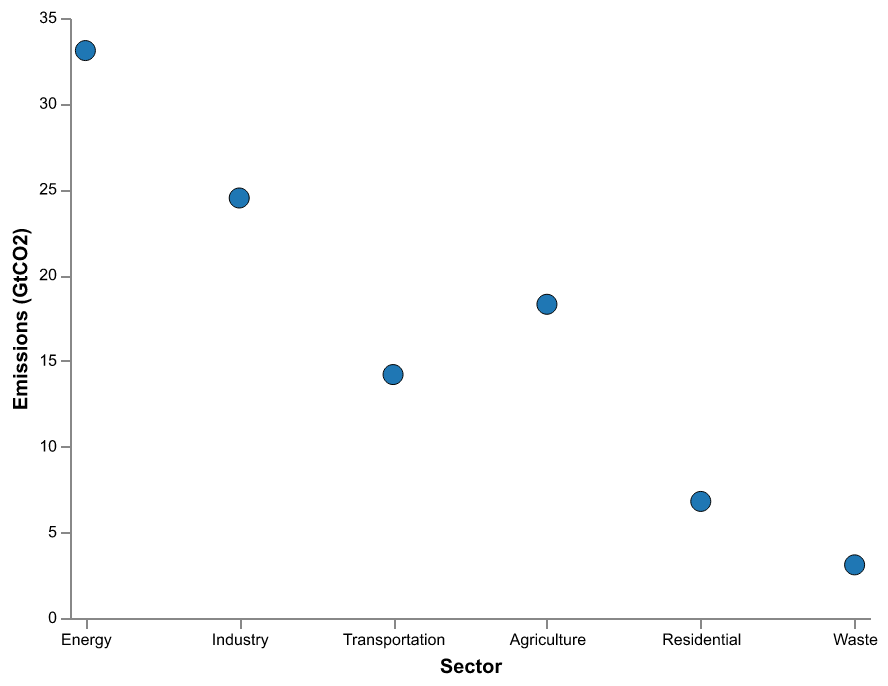 35
30
25
20
15
10
5
0
Emissions (GtCO2)
Energy Industry Transportation Agriculture Residential Waste
Sector